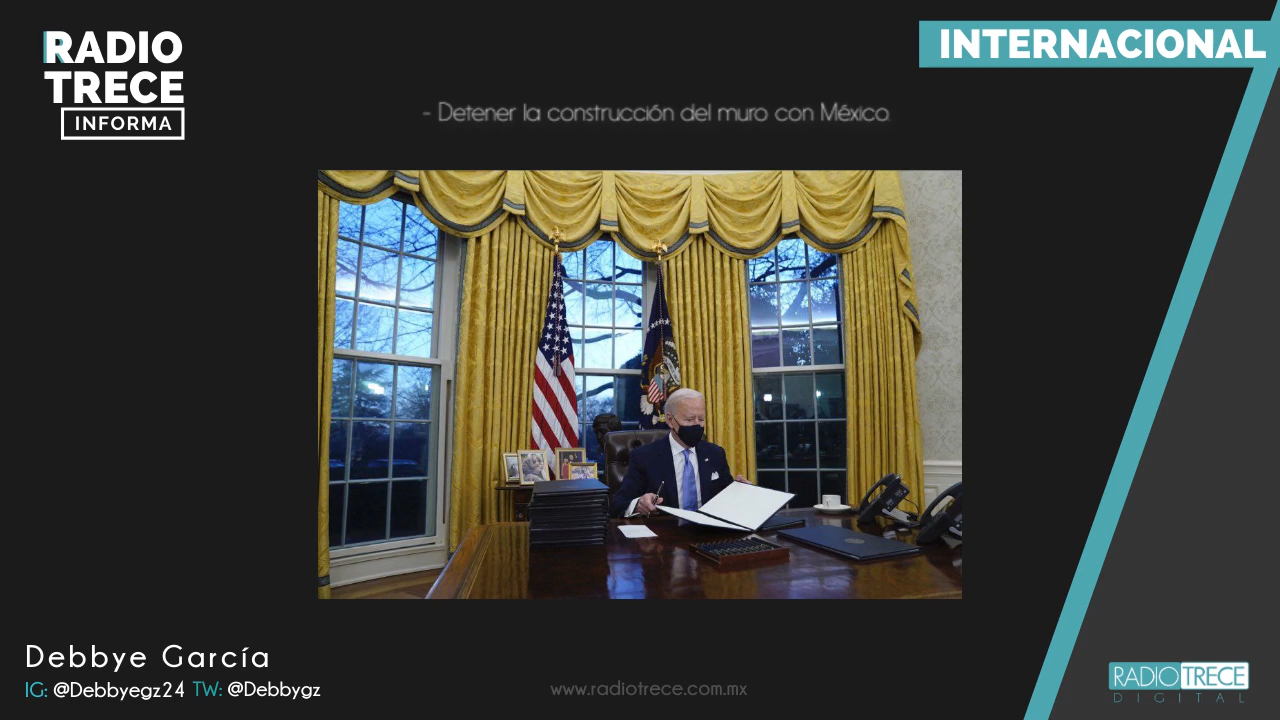 RADIO
TRECE
INFORMA
INTERNACIONAL
- Detener la construcción del muro con México
Debbye García
IG: @Debbyegz24 TW: @Debbygz
www.radiotrece.com.mx
RADIO TRECE
DIGITAL